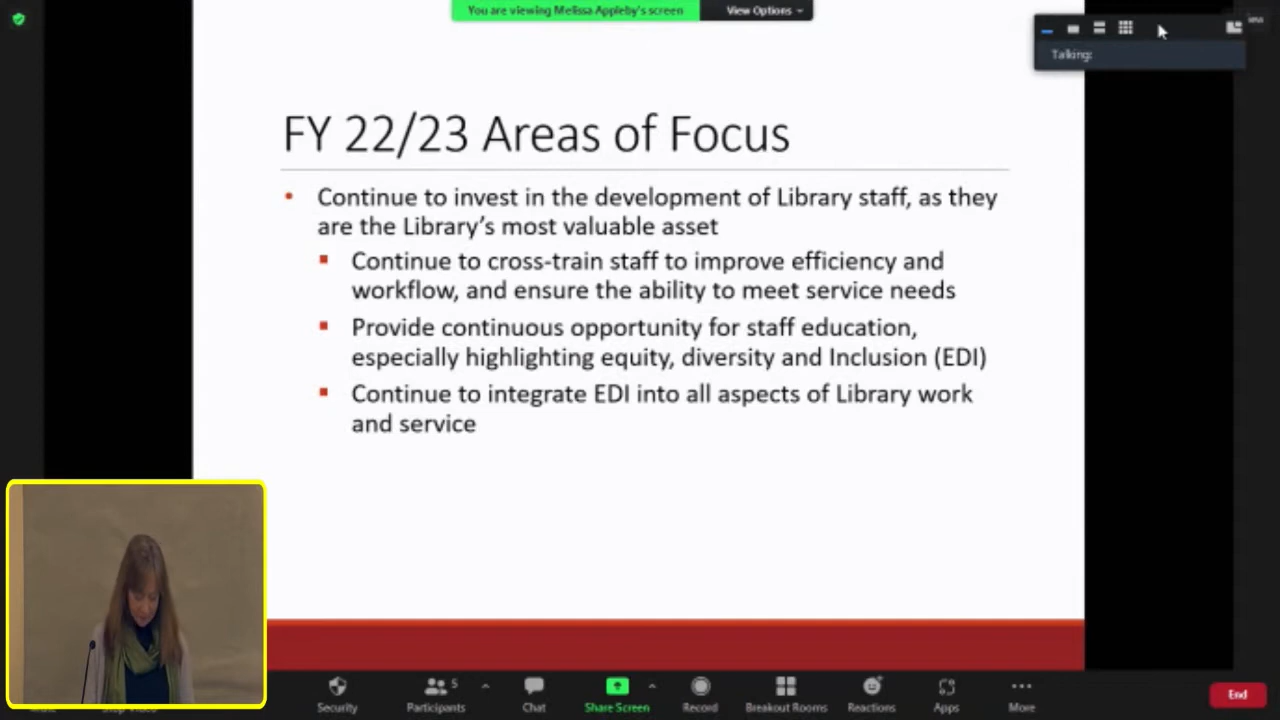 You are viewing Melissa Appleby's screen
View Options
Talking:
FY 22/23 Areas of Focus
• Continue to invest in the development of Library staff, as they
are the Library's most valuable asset
▪ Continue to cross-train staff to improve efficiency and
workflow, and ensure the ability to meet service needs
▪ Provide continuous opportunity for staff education,
especially highlighting equity, diversity and Inclusion (EDI)
▪ Continue to integrate EDI into all aspects of Library work
and service
Security
Participants
5
Chat
Share Screen
Record
Breakout Rooms
Reactions
Apps
More
End